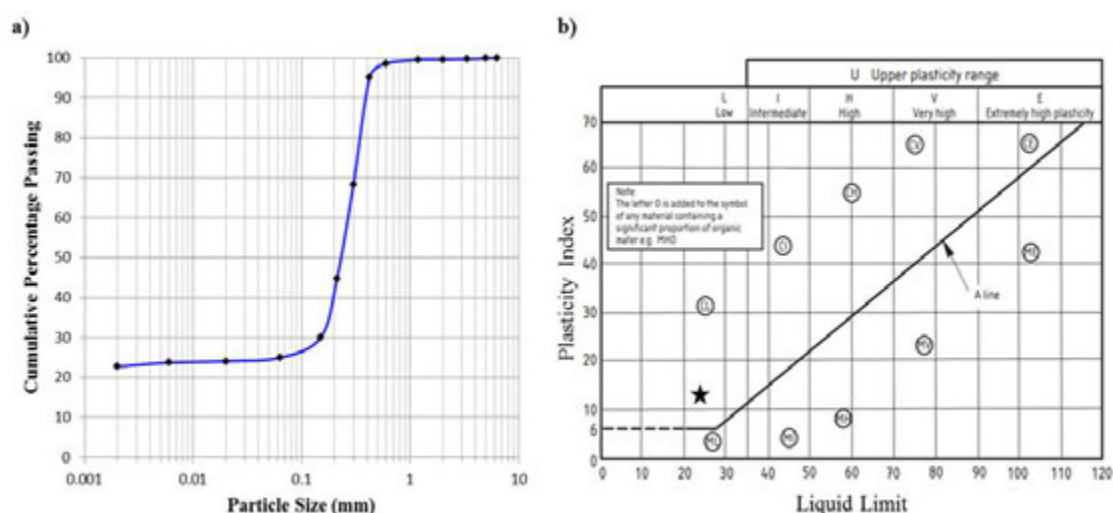 a)
Cumulative Percentage Passing
100
90
80
70
60
50
40
30
20
10
0
0.001
0.01
0.1
1
10
Particle Size (mm)
b)
U Upper plasticity range
L
Low
I
Intermediate
H
High
V
Very high
E
Extremely high plasticity
Plasticity Index
70
60
50
40
30
20
10
6
0
Note
The letter O is added to the symbol
of any material containing a
significant proportion of organic
mater e.g. MHO
CL
CI
CH
CV
CE
ML
MI
MH
MV
ME
A line
0
10
20
30
40
50
60
70
80
90
100
110
120
Liquid Limit